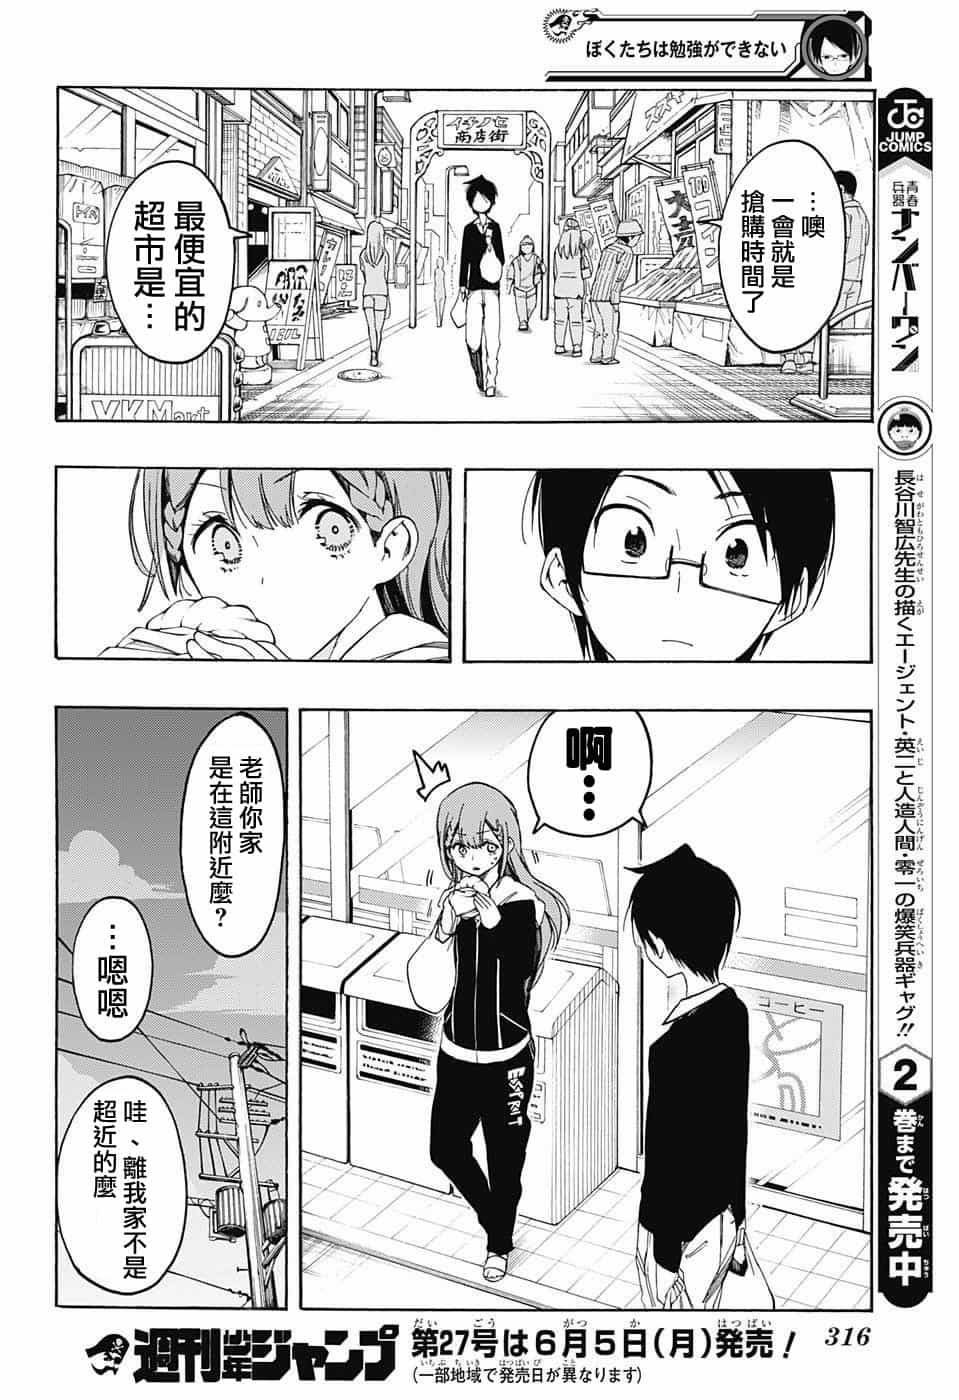 ぼくたちは勉強ができない
JUMP
COMICS
青春
兵器
ナンバーワン
長谷川智広先生の描くエージェント・英二と人造人間・零一の爆笑兵器ギャグ!!
2
巻まで発売中
イチノセ
商店街
…噢
一會就是
搶購時間了
最便宜的
超市是…
VKMart
啊…
コーヒー
ESPRIT
老師你家
是在這附近麼?
…嗯嗯
哇、離我家不是
超近的麼
週刊少年ジャンプ
第27号は6月5日(月)発売!
(一部地域で発売日が異なります)
316